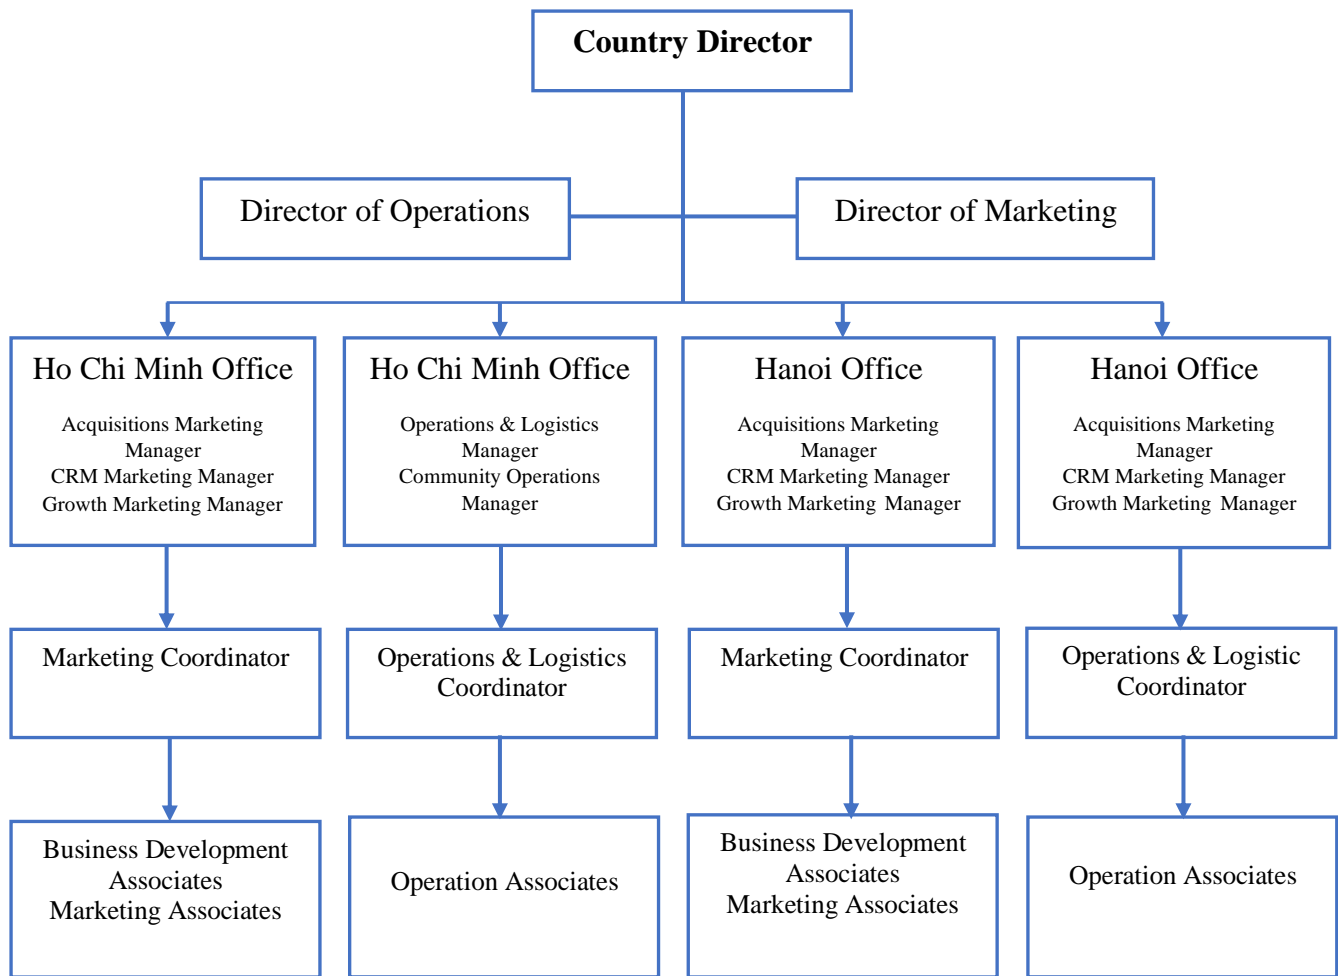 Country Director
Director of Operations
Director of Marketing
Ho Chi Minh Office
Acquisitions Marketing
Manager
CRM Marketing Manager
Growth Marketing Manager
Ho Chi Minh Office
Operations & Logistics
Manager
Community Operations
Manager
Hanoi Office
Acquisitions Marketing
Manager
CRM Marketing Manager
Growth Marketing Manager
Hanoi Office
Acquisitions Marketing
Manager
CRM Marketing Manager
Growth Marketing Manager
Marketing Coordinator
Operations & Logistics
Coordinator
Marketing Coordinator
Operations & Logistic
Coordinator
Business Development
Associates
Marketing Associates
Operation Associates
Business Development
Associates
Marketing Associates
Operation Associates